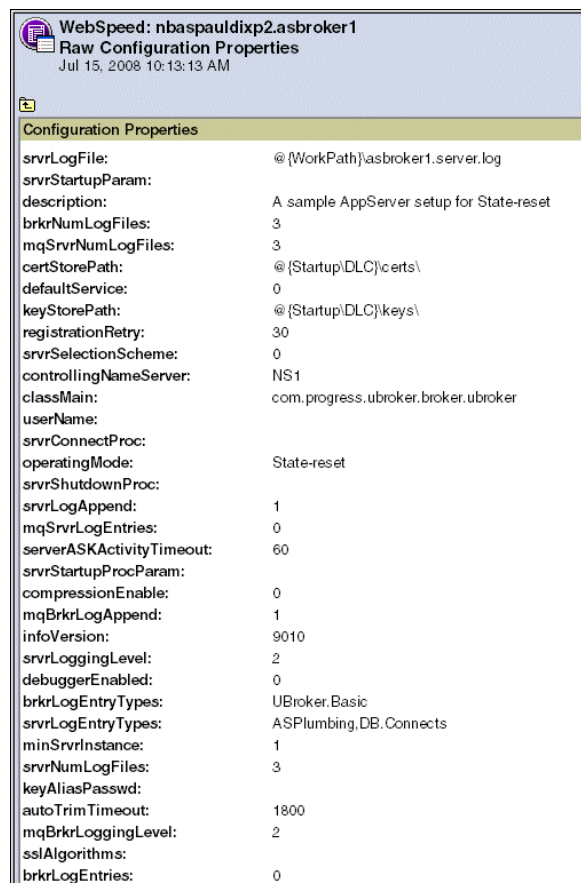 WebSpeed: nbaspauldixp2.asbroker1
Raw Configuration Properties
Jul 15, 2008 10:13:13 AM
Configuration Properties
srvrLogFile: @{WorkPath}\asbroker1.server.log
srvrStartupParam:
description: A sample AppServer setup for State-reset
brkrNumLogFiles: 3
mqSrvrNumLogFiles: 3
certStorePath: @{Startup\DLC}\certs\
defaultService: 0
keyStorePath: @{Startup\DLC}\keys\
registrationRetry: 30
srvrSelectionScheme: 0
controllingNameServer: NS1
classMain: com.progress.ubroker.broker.ubroker
userName:
srvrConnectProc:
operatingMode: State-reset
srvrShutdownProc:
srvrLogAppend: 1
mqSrvrLogEntries: 0
serverASKActivityTimeout: 60
srvrStartupProcParam:
compressionEnable: 0
mqBrkrLogAppend: 1
infoVersion: 9010
srvrLoggingLevel: 2
debuggerEnabled: 0
brkrLogEntryTypes: UBroker.Basic
srvrLogEntryTypes: ASPlumbing,DB.Connects
minSrvrInstance: 1
srvrNumLogFiles: 3
keyAliasPasswd:
autoTrimTimeout: 1800
mqBrkrLoggingLevel: 2
sslAlgorithms:
brkrLogEntries: 0